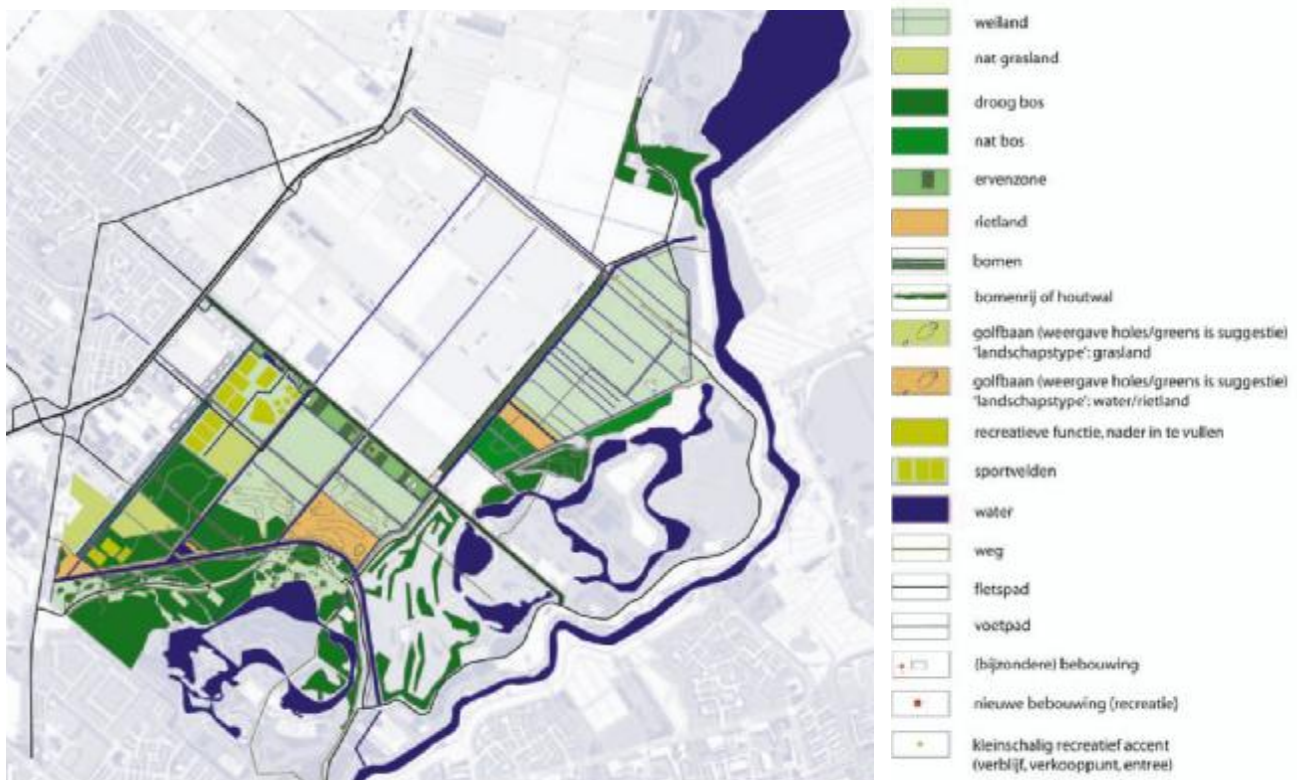 weiland
nat grasland
droog bos
nat bos
ervenzone
rietland
bomen
bomenrij of houtwal
golfbaan (weergave holes/greens is suggestie)
'landschapstype': grasland
golfbaan (weergave holes/greens is suggestie)
'landschapstype': water/rietland
recreatieve functie, nader in te vullen
sportvelden
water
weg
fietspad
voetpad
(bijzondere) bebouwing
nieuwe bebouwing (recreatie)
kleinschalig recreatief accent
(verblijf, verkooppunt, entree)